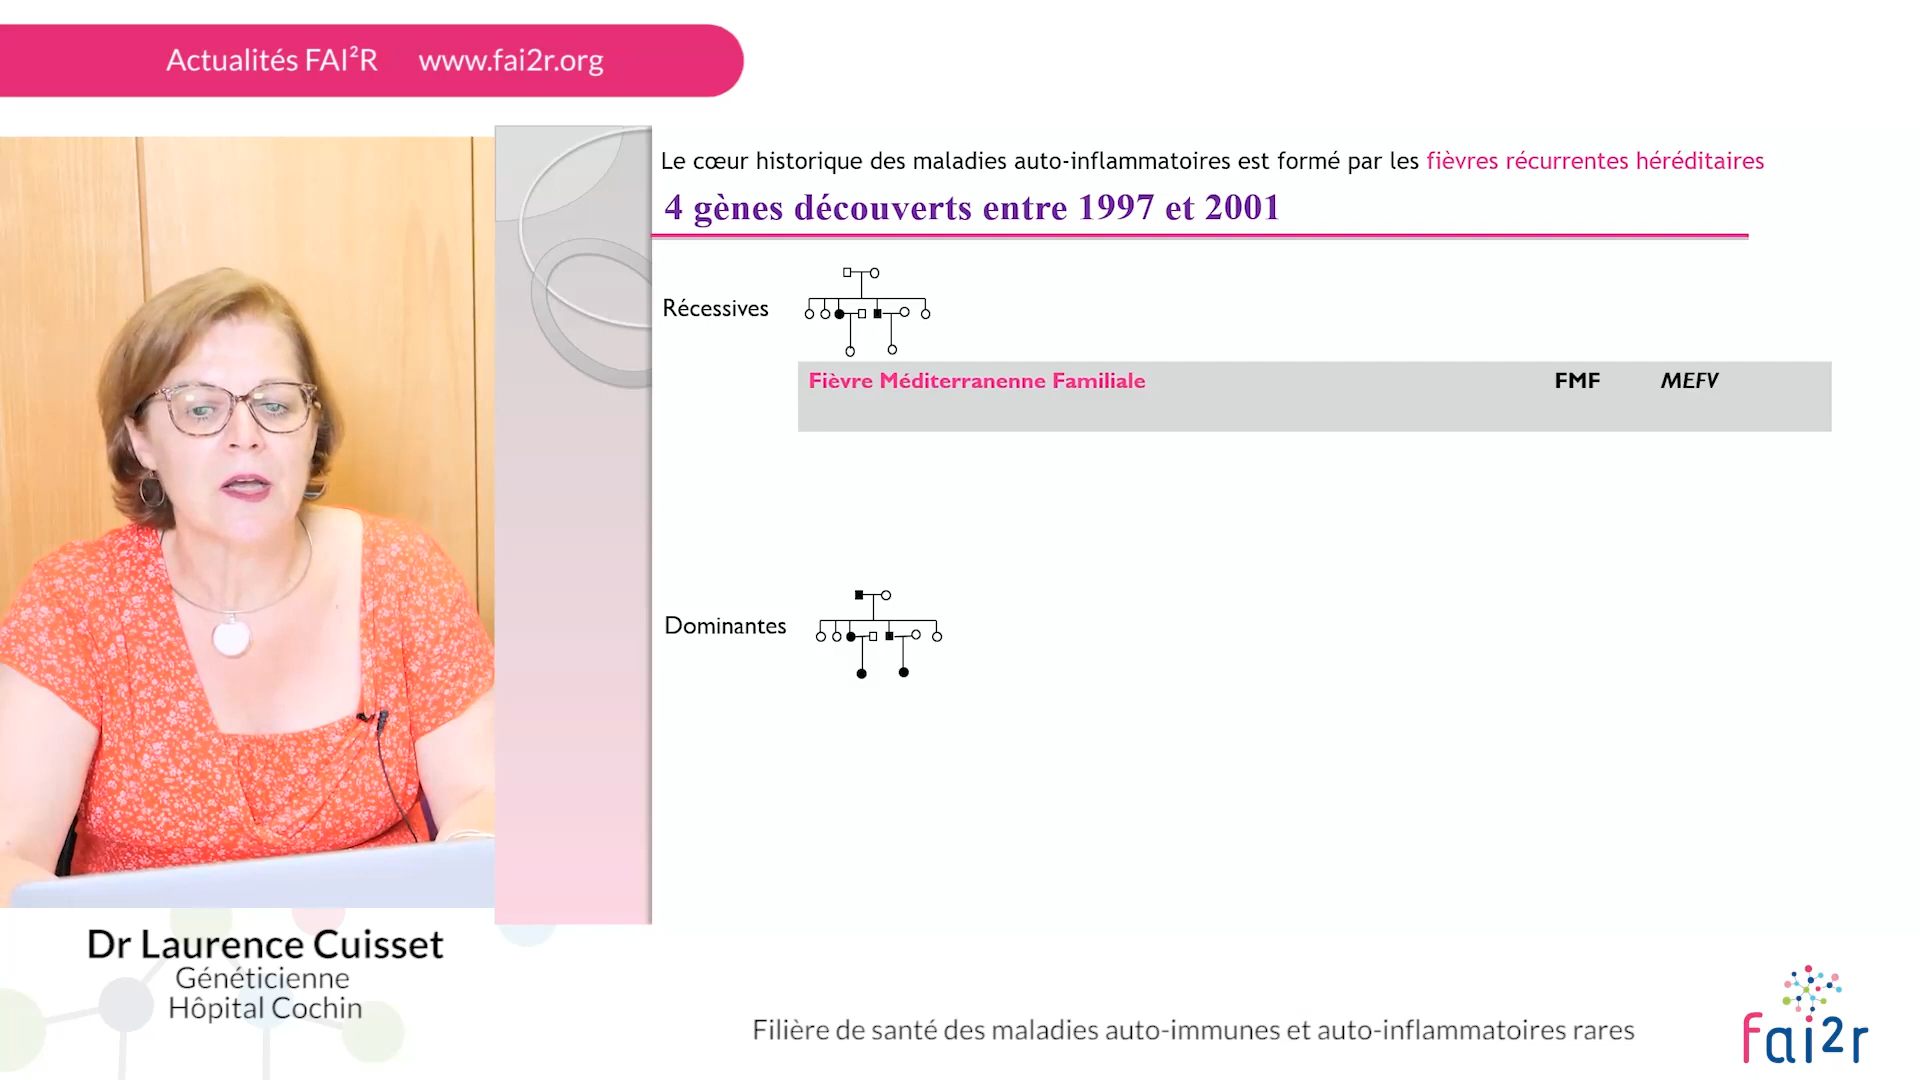 Actualités FAI²R www.fai2r.org
Le cœur historique des maladies auto-inflammatoires est formé par les fièvres récurrentes héréditaires
4 gènes découverts entre 1997 et 2001
Récessives
Fièvre Méditerranenne Familiale FMF MEFV
Dominantes
Dr Laurence Cuisset
Généticienne
Hôpital Cochin
Filière de santé des maladies auto-immunes et auto-inflammatoires rares
fai2r